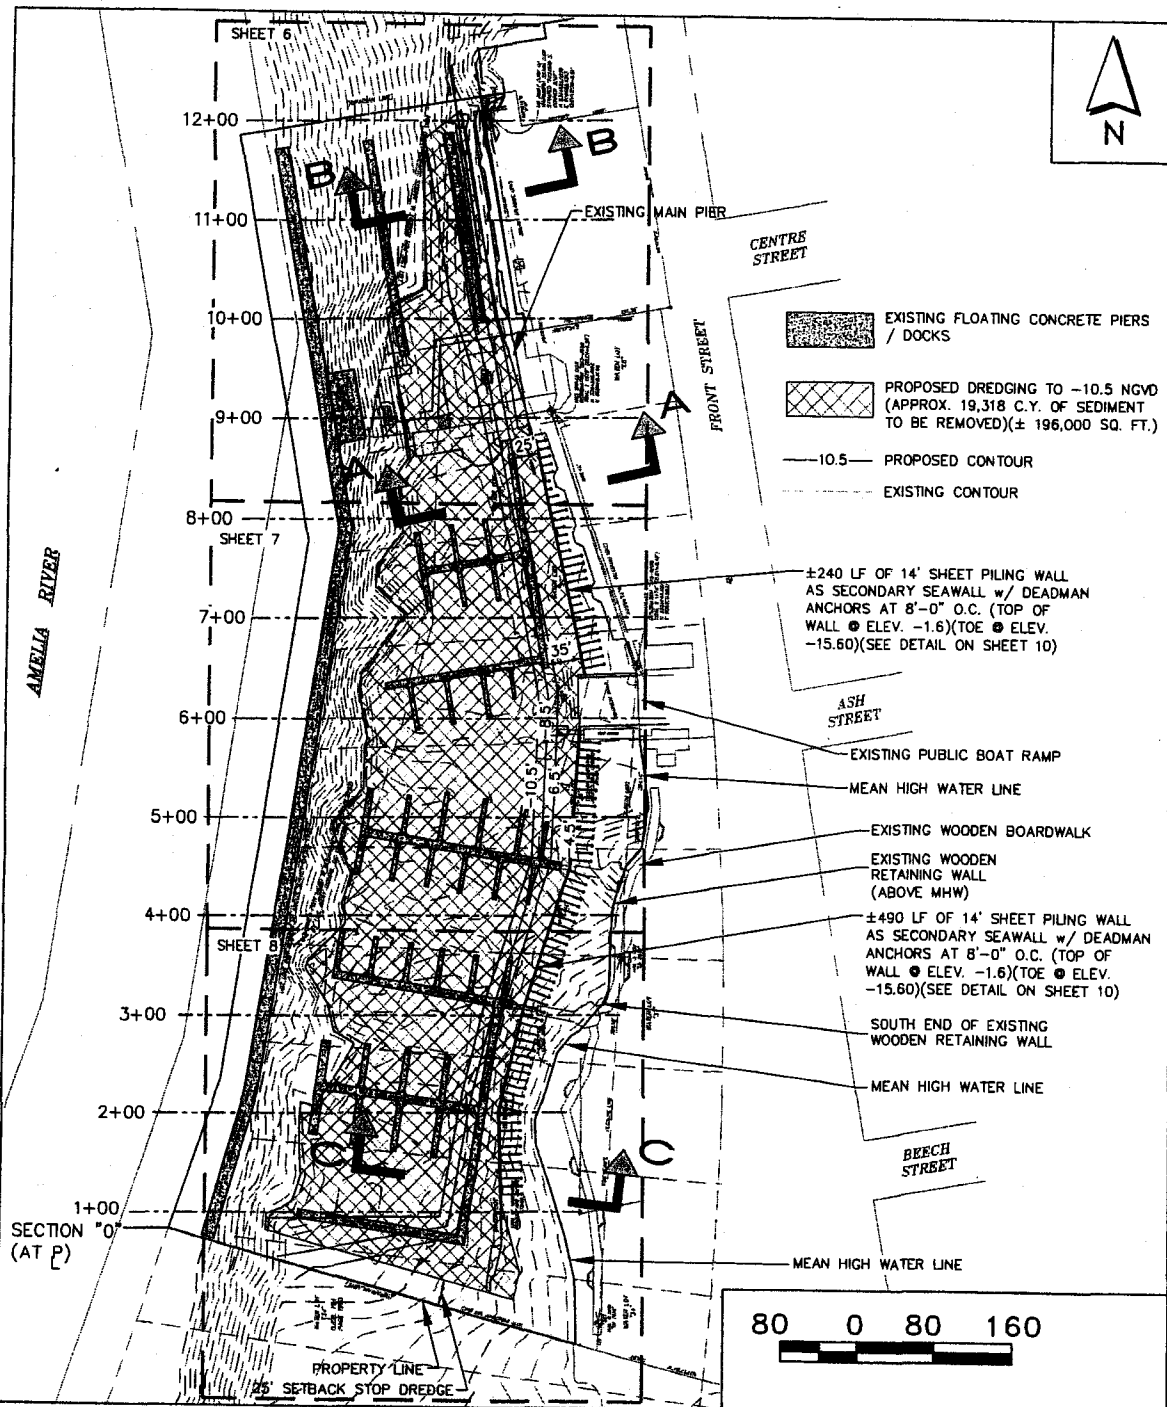 SHEET 6
N
12+00
B
B
11+00
EXISTING MAIN PIER
CENTRE
STREET
10+00
FRONT STREET
EXISTING FLOATING CONCRETE PIERS
/ DOCKS
PROPOSED DREDGING TO -10.5 NGVD
(APPROX. 19,318 C.Y. OF SEDIMENT
TO BE REMOVED)(± 196,000 SQ. FT.)
9+00
A
A
25'
-10.5 PROPOSED CONTOUR
EXISTING CONTOUR
8+00
SHEET 7
AMELIA RIVER
±240 LF OF 14' SHEET PILING WALL
AS SECONDARY SEAWALL w/ DEADMAN
ANCHORS AT 8'-0" O.C. (TOP OF
WALL @ ELEV. -1.6)(TOE @ ELEV.
-15.60)(SEE DETAIL ON SHEET 10)
7+00
35'
ASH
STREET
6+00
8.5'
EXISTING PUBLIC BOAT RAMP
-10.5'
6.5'
MEAN HIGH WATER LINE
5+00
4.5'
EXISTING WOODEN BOARDWALK
EXISTING WOODEN
RETAINING WALL
(ABOVE MHW)
4+00
SHEET 8
±490 LF OF 14' SHEET PILING WALL
AS SECONDARY SEAWALL w/ DEADMAN
ANCHORS AT 8'-0" O.C. (TOP OF
WALL @ ELEV. -1.6)(TOE @ ELEV.
-15.60)(SEE DETAIL ON SHEET 10)
3+00
SOUTH END OF EXISTING
WOODEN RETAINING WALL
MEAN HIGH WATER LINE
2+00
C
C
BEECH
STREET
1+00
SECTION "0"
(AT PL)
MEAN HIGH WATER LINE
PROPERTY LINE
25' SETBACK STOP DREDGE
80 0 80 160